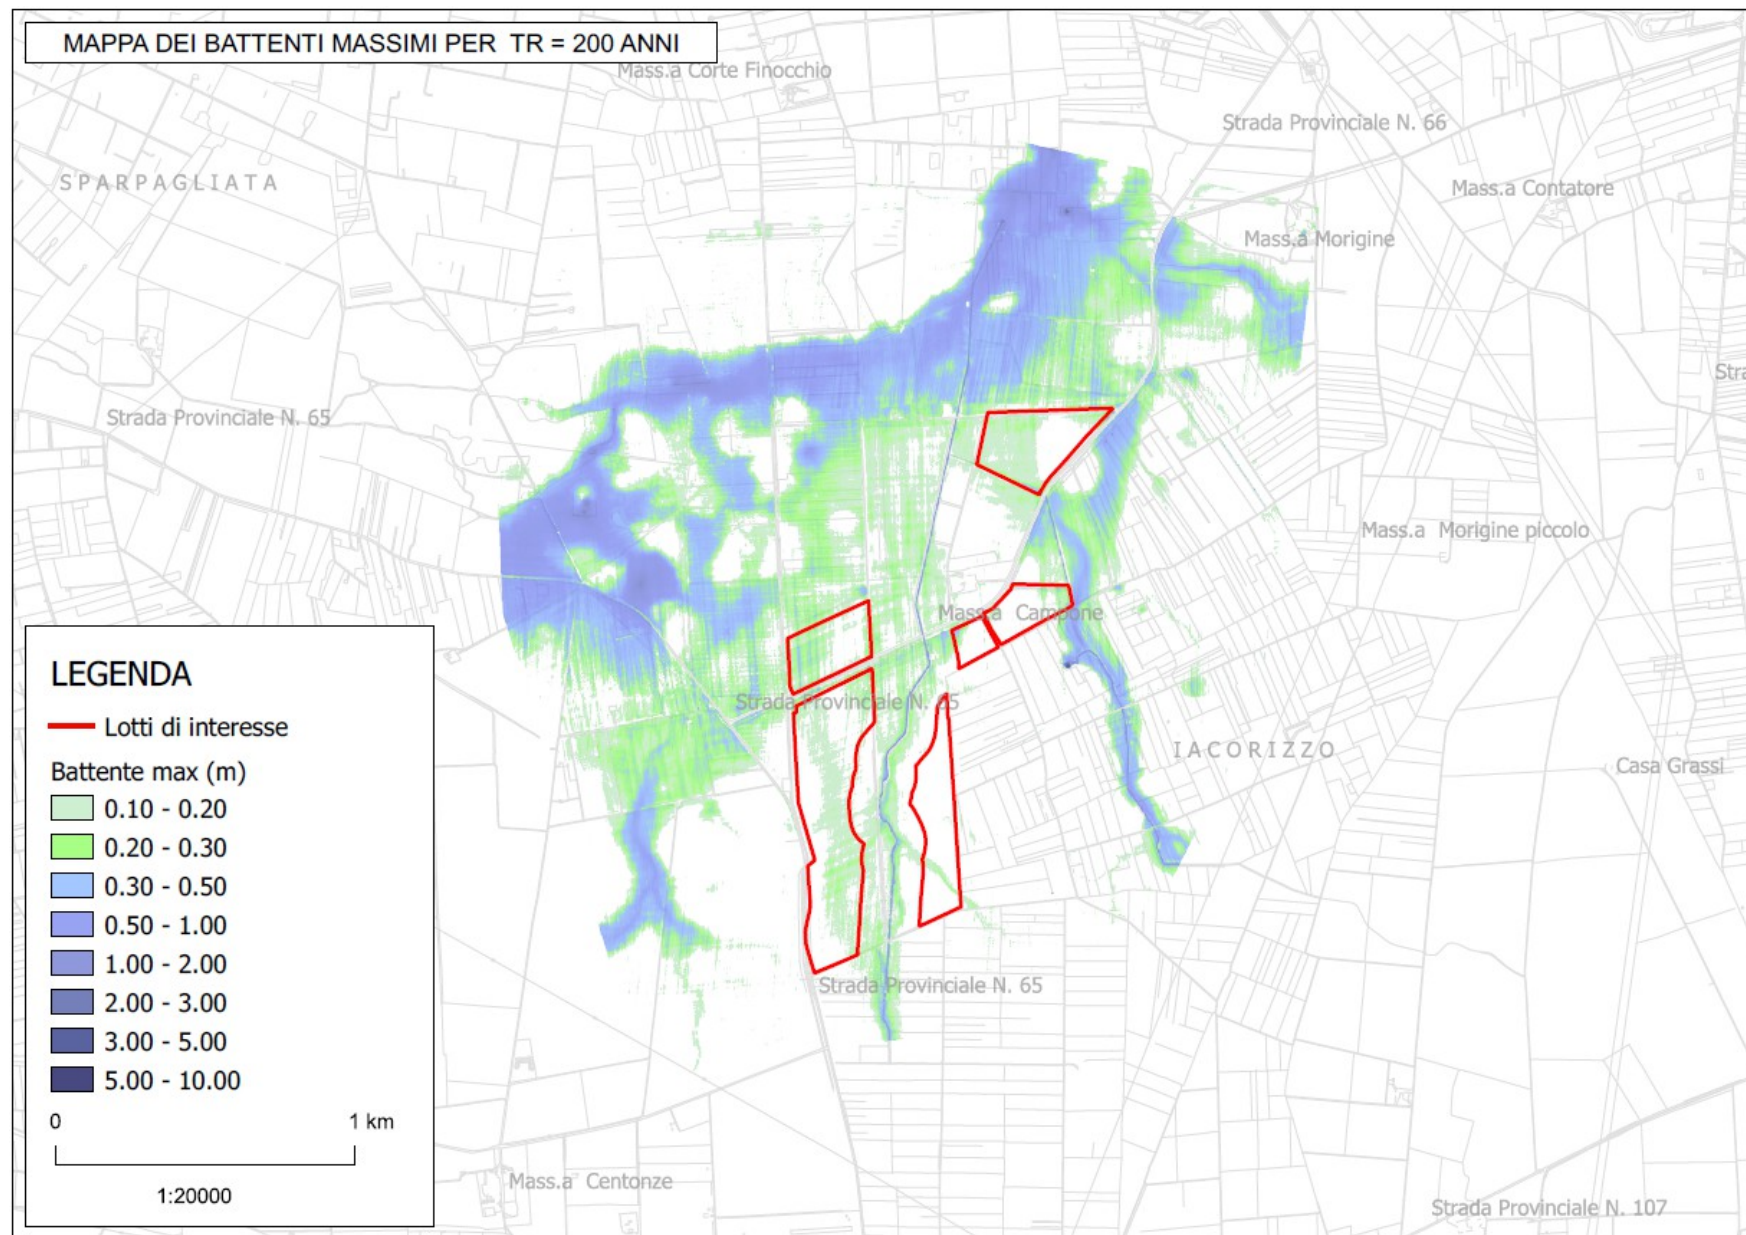 MAPPA DEI BATTENTI MASSIMI PER TR = 200 ANNI
Mass.a Corte Finocchio
Strada Provinciale N. 66
SPARPAGLIATA
Mass.a Contatore
Mass.a Morigine
Stra
Strada Provinciale N. 65
Mass.a Morigine piccolo
Mass.a Campone
Strada Provinciale N. 65
IACORIZZO
Casa Grassi
Strada Provinciale N. 65
Mass.a Centonze
Strada Provinciale N. 107
LEGENDA
Lotti di interesse
Battente max (m)
0.10 - 0.20
0.20 - 0.30
0.30 - 0.50
0.50 - 1.00
1.00 - 2.00
2.00 - 3.00
3.00 - 5.00
5.00 - 10.00
0 1 km
1:20000